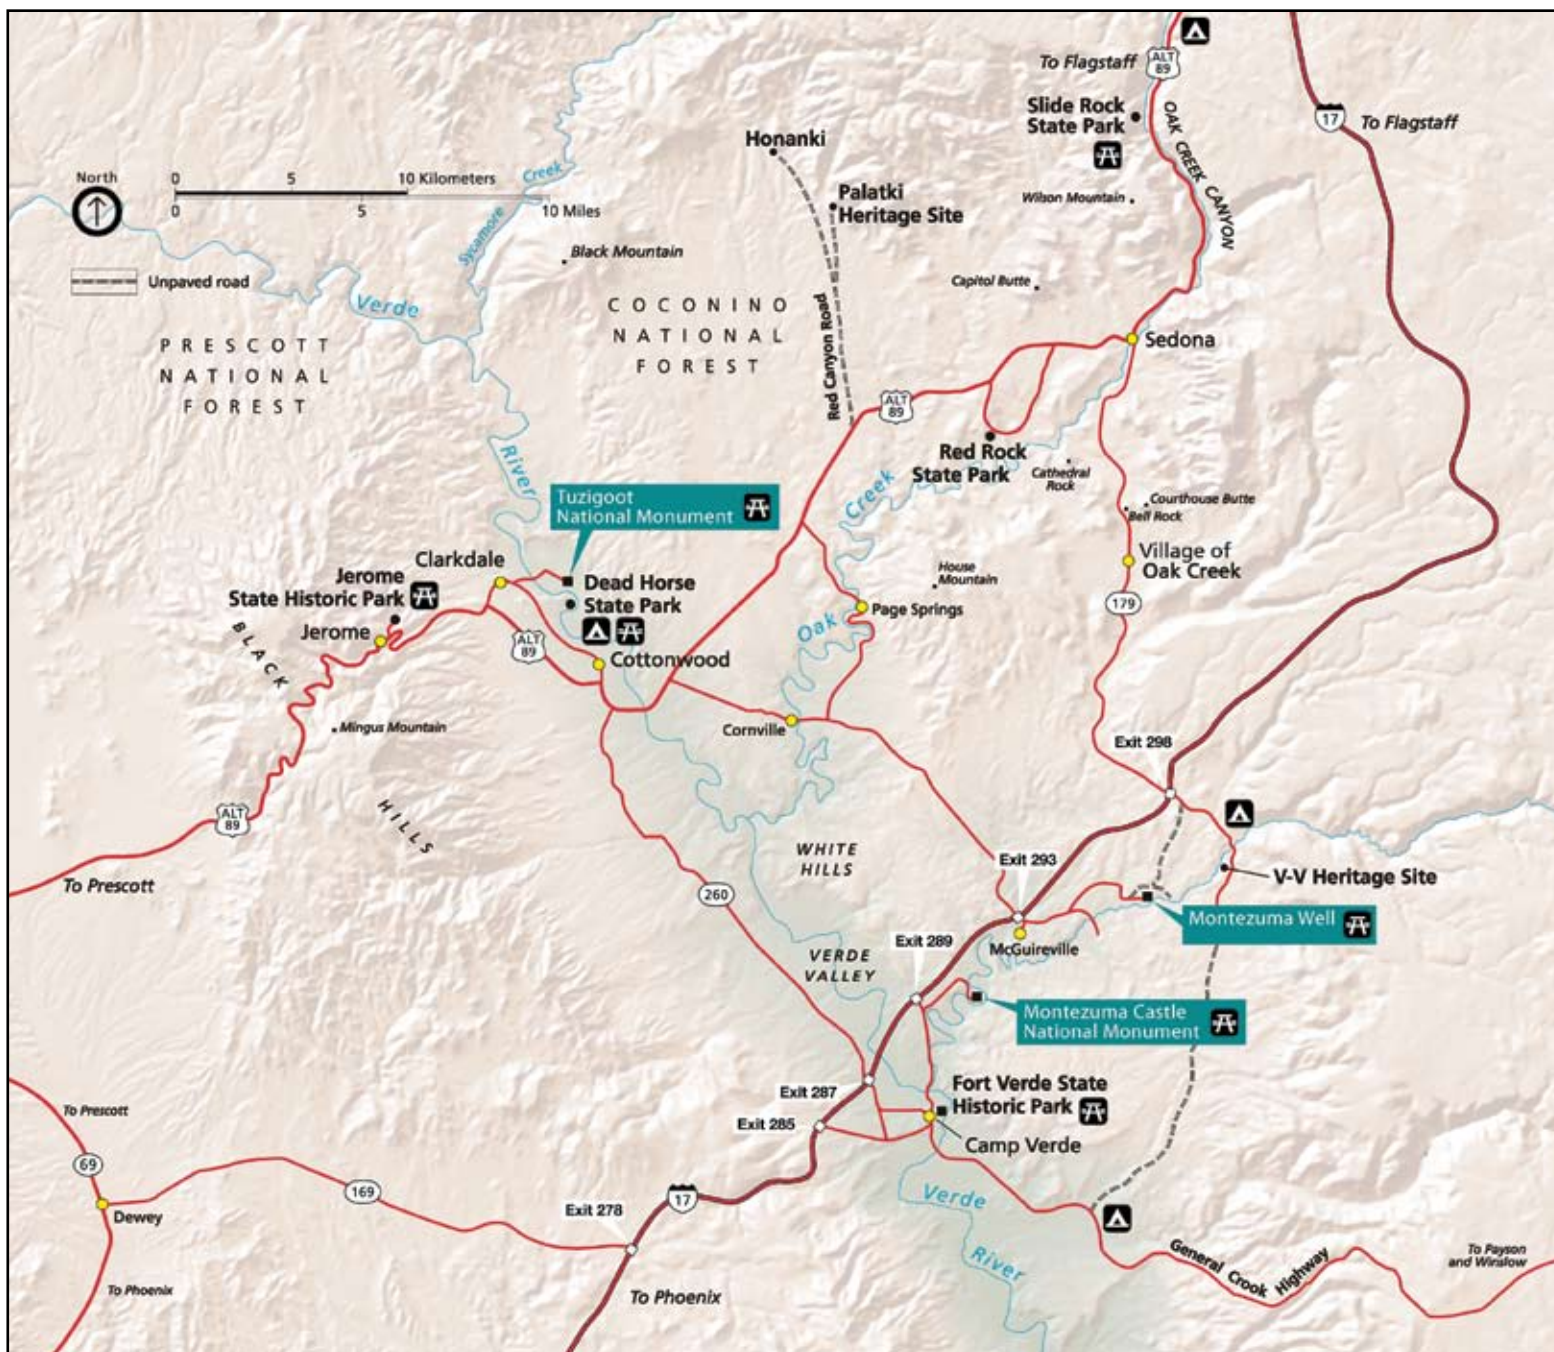 To Flagstaff
ALT
89
Slide Rock
State Park
OAK CREEK CANYON
17
To Flagstaff
Honanki
North
0
5
10 Kilometers
0
5
10 Miles
Creek
Sycamore
Palatki
Heritage Site
Wilson Mountain
Black Mountain
Unpaved road
Verde
Capitol Butte
COCONINO
NATIONAL
FOREST
Red Canyon Road
PRESCOTT
NATIONAL
FOREST
Sedona
ALT
89
River
Red Rock
State Park
Cathedral
Rock
Creek
Tuzigoot
National Monument
Courthouse Butte
Bell Rock
Village of
Oak Creek
Clarkdale
Jerome
State Historic Park
Dead Horse
State Park
House
Mountain
Page Springs
179
Oak
Jerome
BLACK
ALT
89
Cottonwood
Mingus Mountain
Cornville
Exit 298
HILLS
ALT
89
WHITE
HILLS
Exit 293
To Prescott
260
V-V Heritage Site
Montezuma Well
Exit 289
McGuireville
VERDE
VALLEY
Montezuma Castle
National Monument
Exit 287
Fort Verde State
Historic Park
To Prescott
Exit 285
Camp Verde
69
169
17
Verde
Dewey
Exit 278
River
General Crook Highway
To Payson
and Winslow
To Phoenix
To Phoenix